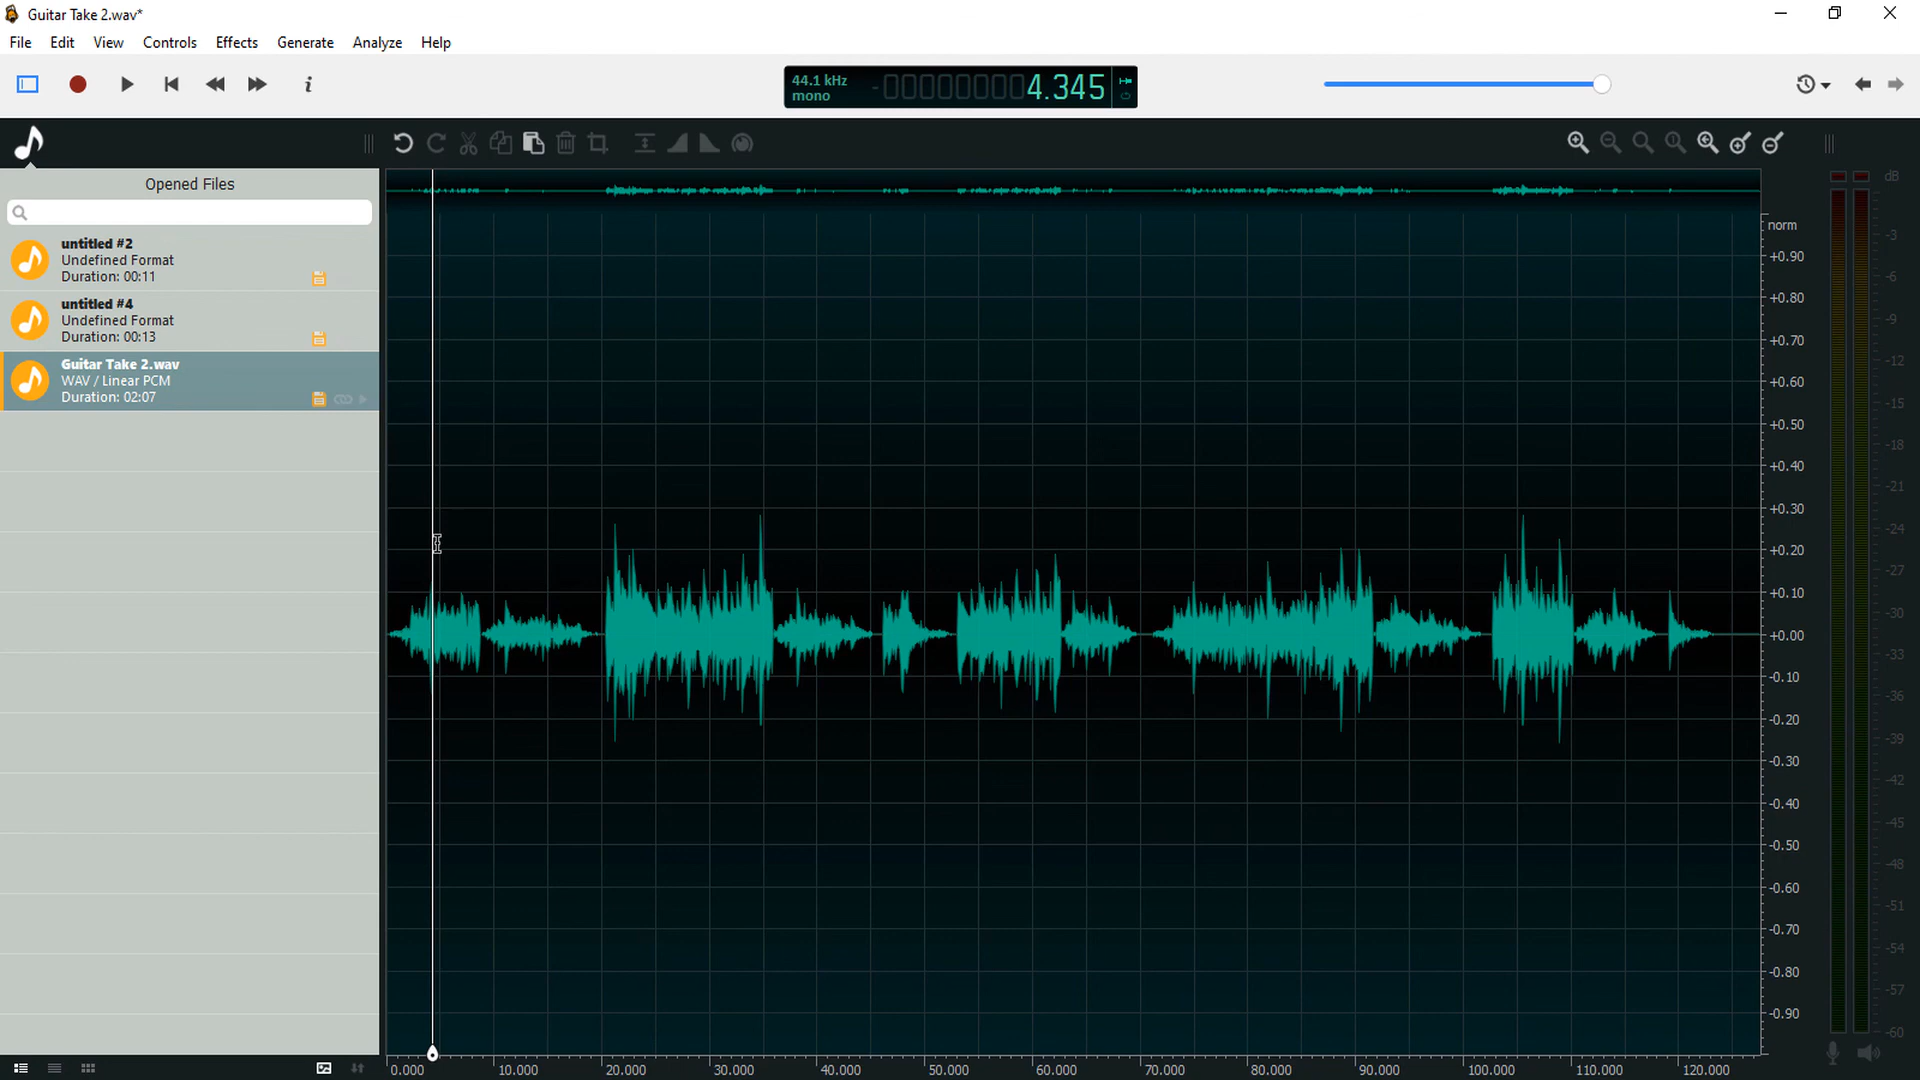 Guitar Take 2.wav*
File Edit View Controls Effects Generate Analyze Help
44.1 kHz
mono
-
4.345
dB
Opened Files
untitled #2
Undefined Format
Duration: 00:11
untitled #4
Undefined Format
Duration: 00:13
Guitar Take 2.wav
WAV / Linear PCM
Duration: 02:07
norm
+0.90
+0.80
+0.70
+0.60
+0.50
+0.40
+0.30
+0.20
+0.10
+0.00
-0.10
-0.20
-0.30
-0.40
-0.50
-0.60
-0.70
-0.80
-0.90
-3
-6
-9
-12
-15
-18
-21
-24
-27
-30
-33
-36
-39
-42
-45
-48
-51
-54
-57
-60
0.000 10.000 20.000 30.000 40.000 50.000 60.000 70.000 80.000 90.000 100.000 110.000 120.000